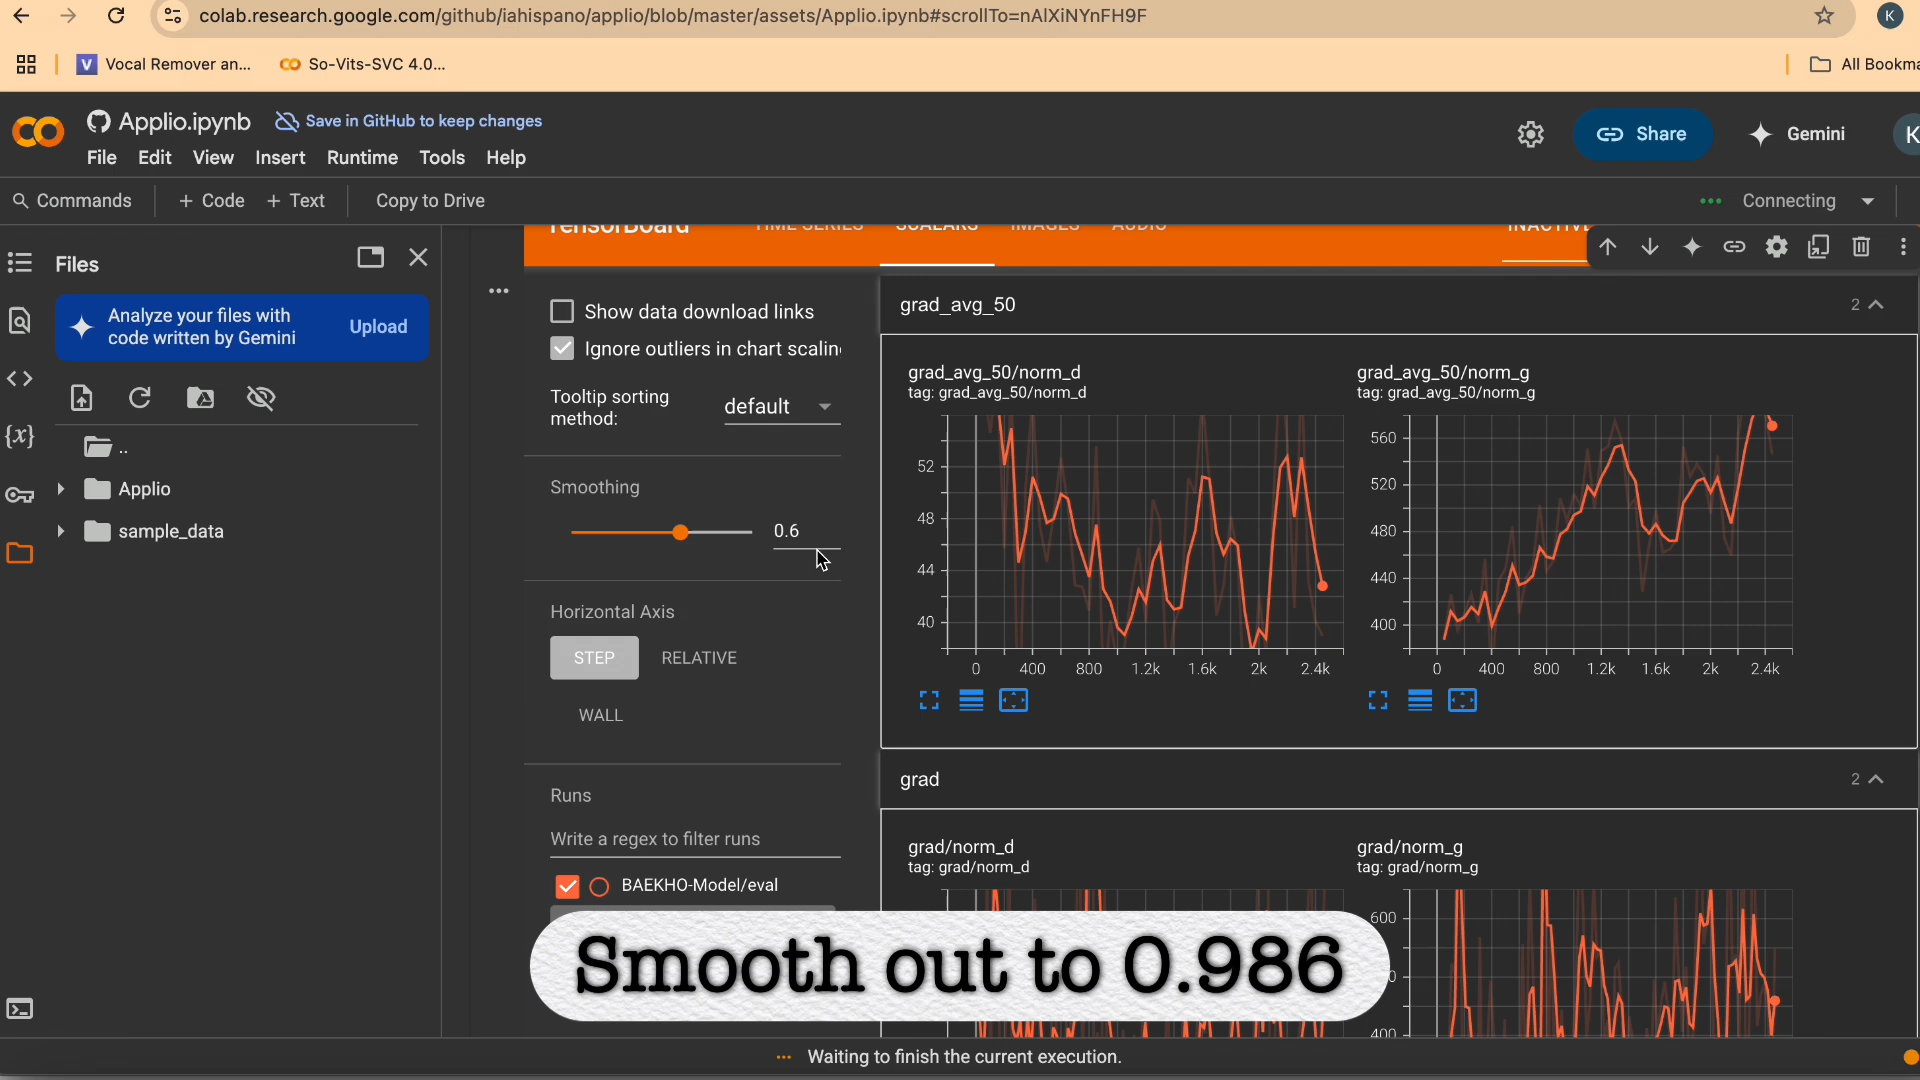 colab.research.google.com/github/iahispano/applio/blob/master/assets/Applio.ipynb#scrollTo=nAlXiNYnFH9F
K
Vocal Remover an...
So-Vits-SVC 4.0...
All Bookma
Applio.ipynb
Save in GitHub to keep changes
File Edit View Insert Runtime Tools Help
Share
Gemini
K
Commands
+ Code + Text
Copy to Drive
Connecting
TensorBoard
TIME SERIES
SCALARS
IMAGES
AUDIO
INACTIVE
Files
Analyze your files with
code written by Gemini
Upload
..
Applio
sample_data
Show data download links
Ignore outliers in chart scalin
Tooltip sorting
method:
default
Smoothing
0.6
Horizontal Axis
STEP
RELATIVE
WALL
Runs
Write a regex to filter runs
BAEKHO-Model/eval
grad_avg_50
2
grad_avg_50/norm_d
tag: grad_avg_50/norm_d
52
48
44
40
0 400 800 1.2k 1.6k 2k 2.4k
grad_avg_50/norm_g
tag: grad_avg_50/norm_g
560
520
480
440
400
0 400 800 1.2k 1.6k 2k 2.4k
grad
2
grad/norm_d
tag: grad/norm_d
grad/norm_g
tag: grad/norm_g
600
0
400
Smooth out to 0.986
Waiting to finish the current execution.